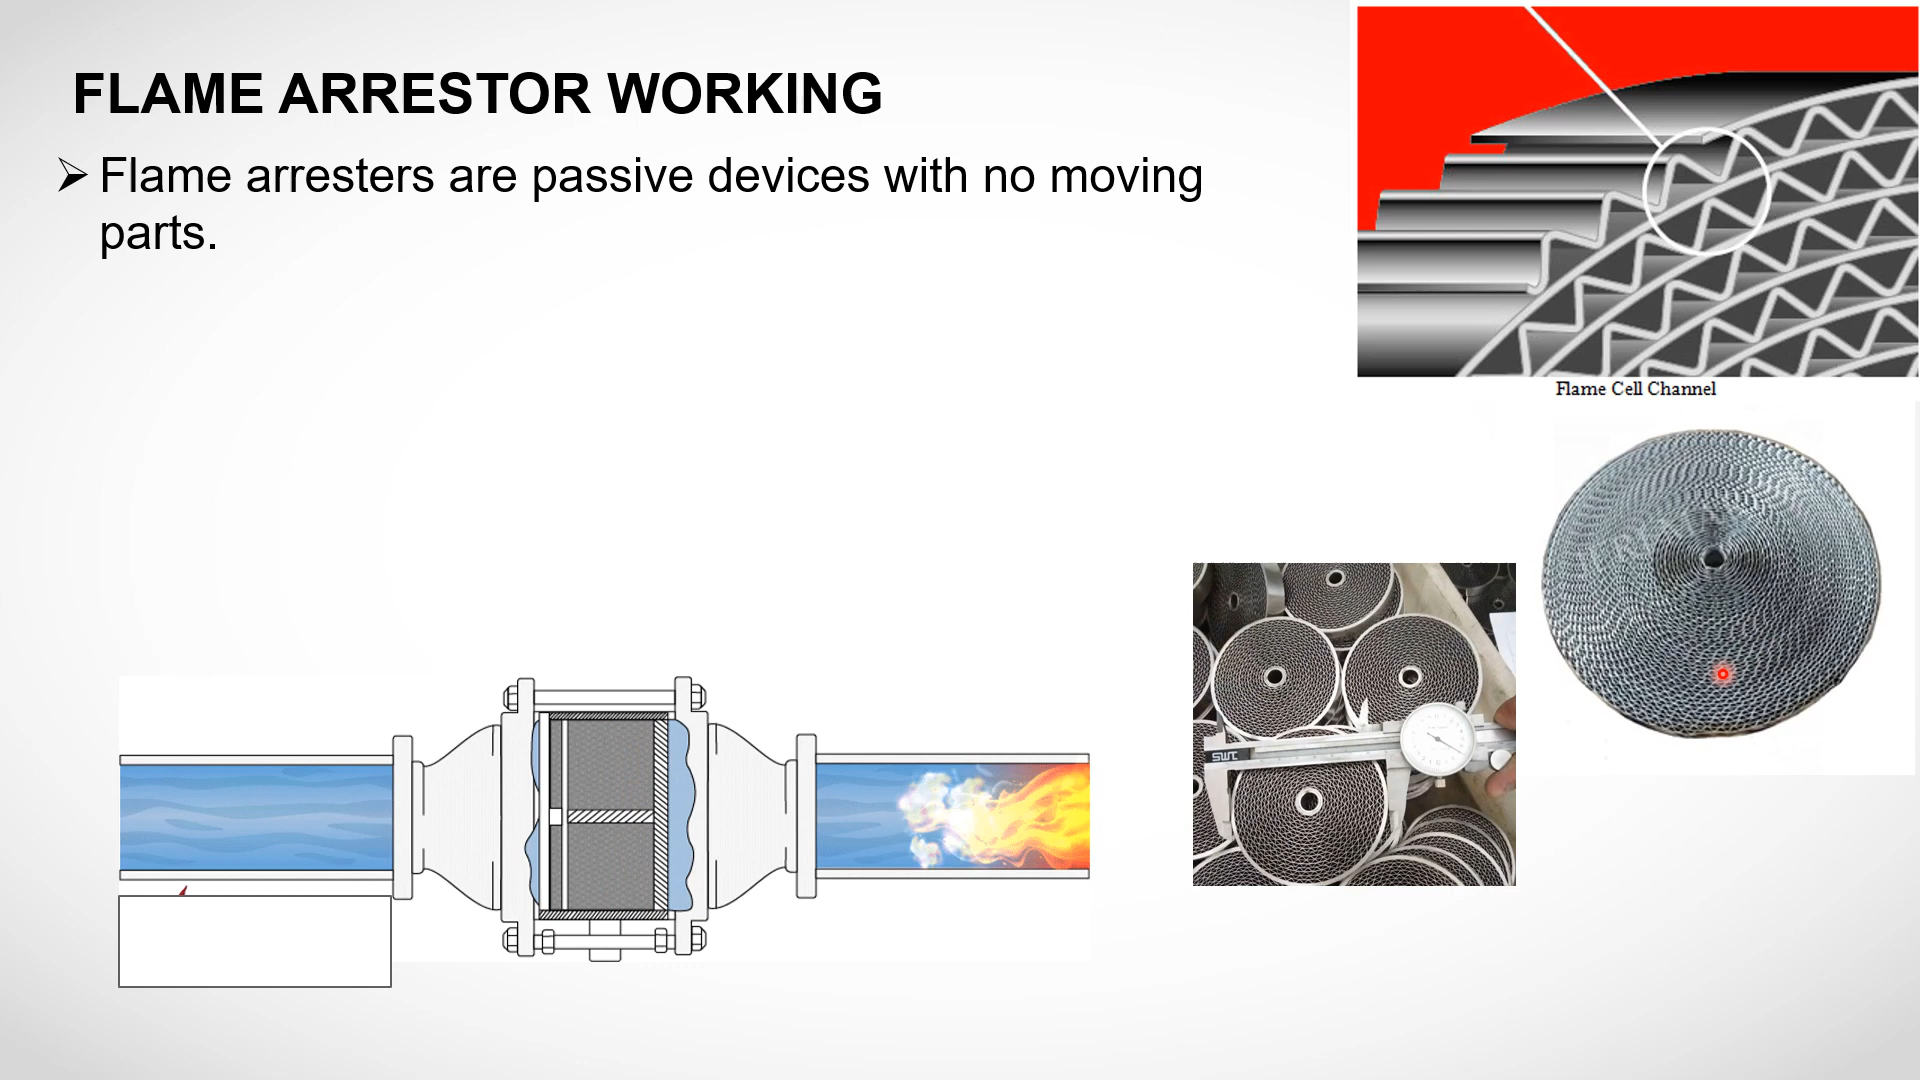 FLAME ARRESTOR WORKING
➢ Flame arresters are passive devices with no moving
parts.
Flame Cell Channel
SWT